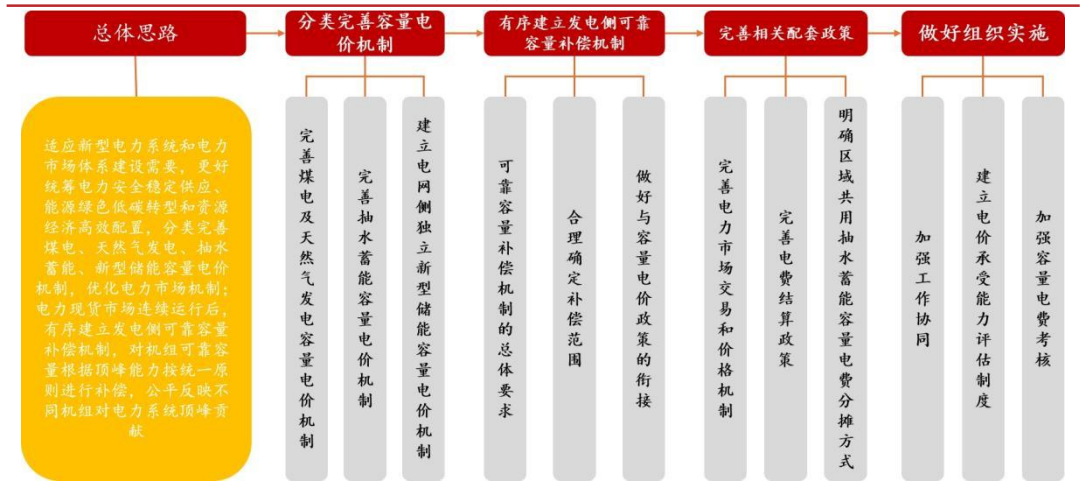 总体思路
分类完善容量电
价机制
有序建立发电侧可靠
容量补偿机制
完善相关配套政策
做好组织实施
适应新型电力系统和电力
市场体系建设需要，更好
统筹电力安全稳定供应、
能源绿色低碳转型和资源
经济高效配置，分类完善
煤电、天然气发电、抽水
蓄能、新型储能容量电价
机制，优化电力市场机制；
电力现货市场连续运行后，
有序建立发电侧可靠容量
补偿机制，对机组可靠容
量根据顶峰能力按统一原
则进行补偿，公平反映不
同机组对电力系统顶峰贡
献
完善煤电及天然气发电容量电价机制
完善抽水蓄能容量电价机制
建立电网侧独立新型储能容量电价机制
可靠容量补偿机制的总体要求
合理确定补偿范围
做好与容量电价政策的衔接
完善电力市场交易和价格机制
完善电费结算政策
明确区域共用抽水蓄能容量电费分摊方式
加强工作协同
建立电价承受能力评估制度
加强容量电费考核